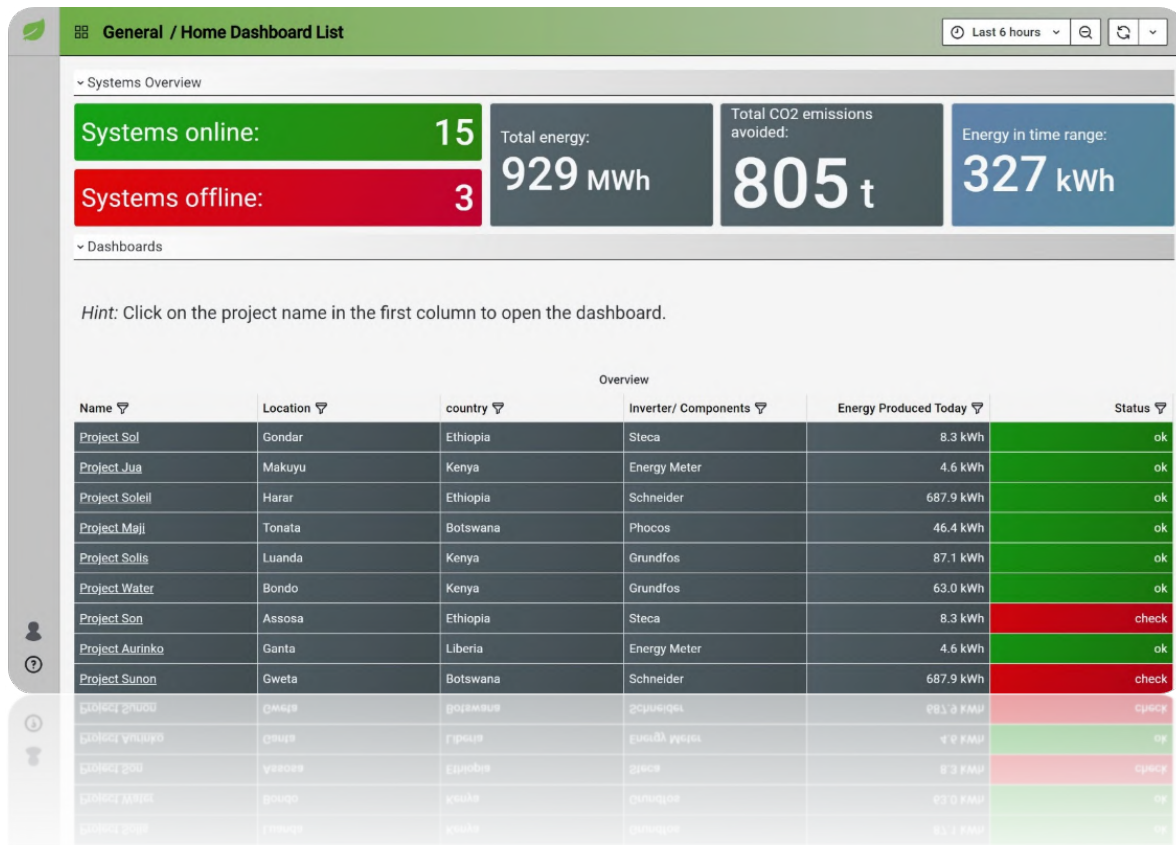 General / Home Dashboard List
Last 6 hours
Systems Overview
Systems online: 15
Systems offline: 3
Total energy:
929 MWh
Total CO2 emissions
avoided:
805 t
Energy in time range:
327 kWh
Dashboards
Hint: Click on the project name in the first column to open the dashboard.
Overview
Name Location country Inverter/ Components Energy Produced Today Status
Project Sol Gondar Ethiopia Steca 8.3 kWh ok
Project Jua Makuyu Kenya Energy Meter 4.6 kWh ok
Project Soleil Harar Ethiopia Schneider 687.9 kWh ok
Project Maji Tonata Botswana Phocos 46.4 kWh ok
Project Solis Luanda Kenya Grundfos 87.1 kWh ok
Project Water Bondo Kenya Grundfos 63.0 kWh ok
Project Son Assosa Ethiopia Steca 8.3 kWh check
Project Aurinko Ganta Liberia Energy Meter 4.6 kWh ok
Project Sunon Gweta Botswana Schneider 687.9 kWh check